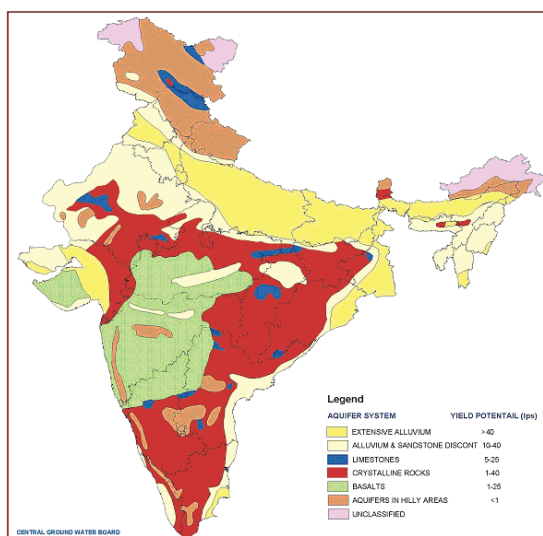 Legend
AQUIFER SYSTEM YIELD POTENTAIL (lps)
EXTENSIVE ALLUVIUM >40
ALLUVIUM & SANDSTONE DISCONT 10-40
LIMESTONES 5-25
CRYSTALLINE ROCKS 1-40
BASALTS 1-25
AQUIFERS IN HILLY AREAS <1
UNCLASSIFIED
CENTRAL GROUND WATER BOARD